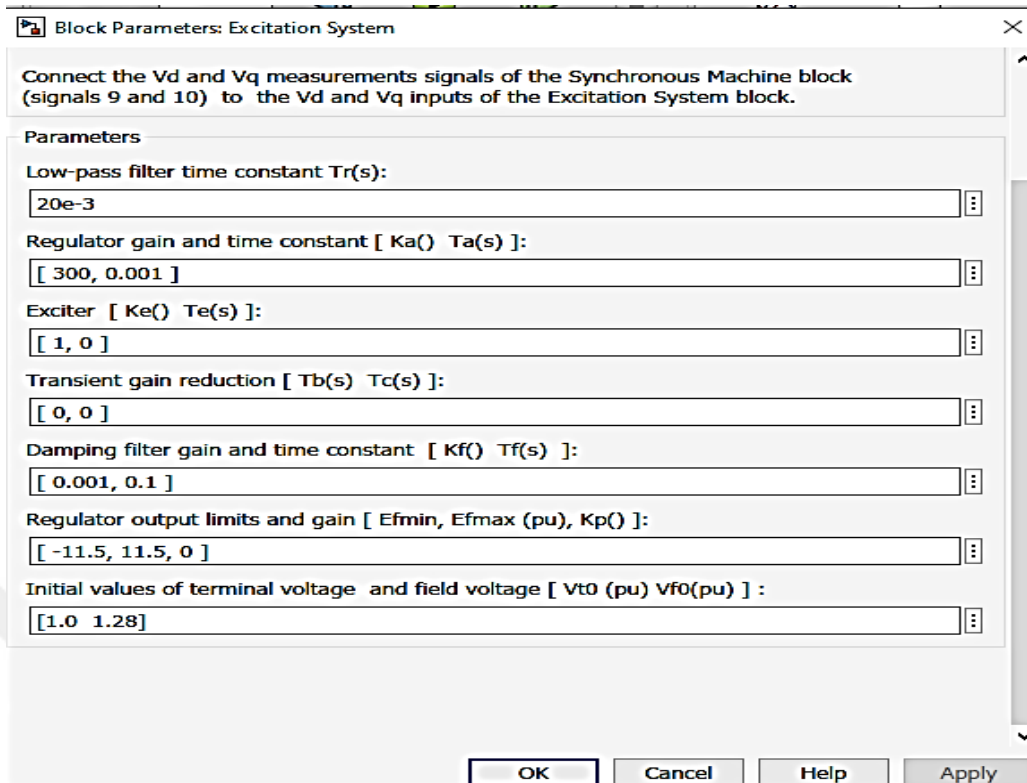 Block Parameters: Excitation System
Connect the Vd and Vq measurements signals of the Synchronous Machine block
(signals 9 and 10) to the Vd and Vq inputs of the Excitation System block.
Parameters
Low-pass filter time constant Tr(s):
20e-3
Regulator gain and time constant [ Ka() Ta(s) ]:
[ 300, 0.001 ]
Exciter [ Ke() Te(s) ]:
[ 1, 0 ]
Transient gain reduction [ Tb(s) Tc(s) ]:
[ 0, 0 ]
Damping filter gain and time constant [ Kf() Tf(s) ]:
[ 0.001, 0.1 ]
Regulator output limits and gain [ Efmin, Efmax (pu), Kp() ]:
[ -11.5, 11.5, 0 ]
Initial values of terminal voltage and field voltage [ Vt0 (pu) Vf0(pu) ] :
[1.0 1.28]
OK Cancel Help Apply